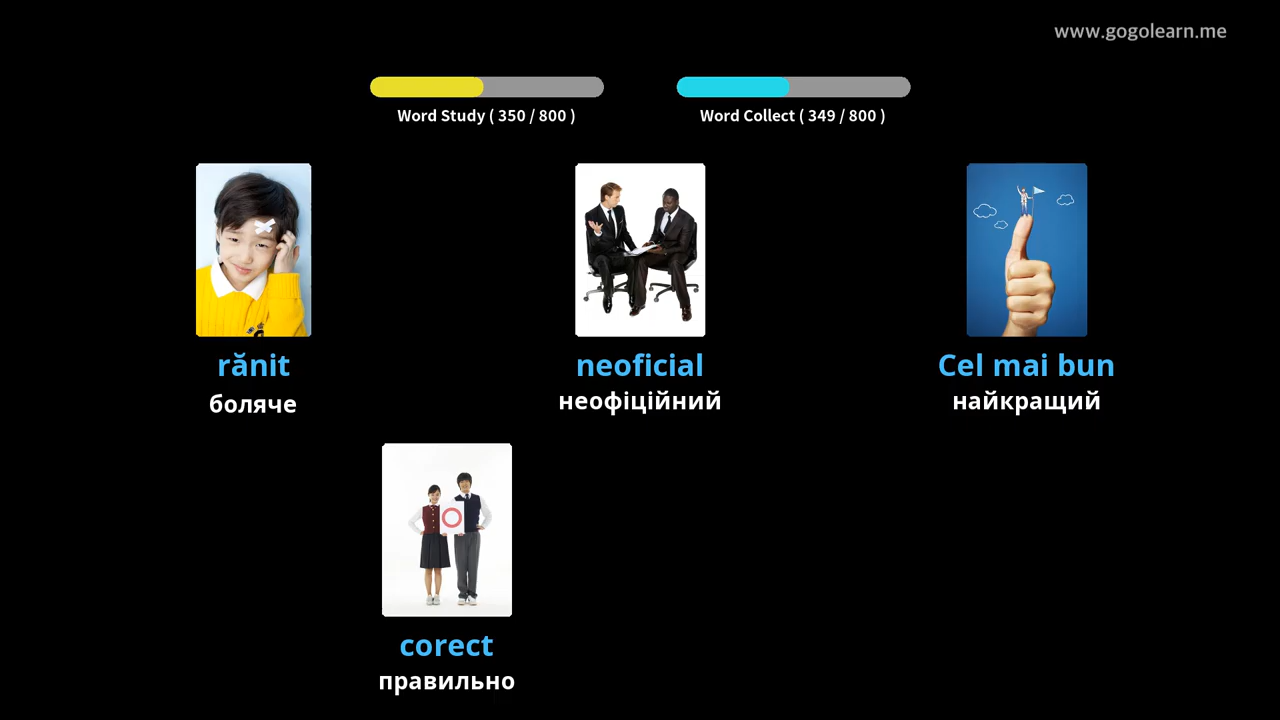 www.gogolearn.me
Word Study ( 350 / 800 )
Word Collect ( 349 / 800 )
rănit
боляче
neoficial
неофіційний
Cel mai bun
найкращий
corect
правильно